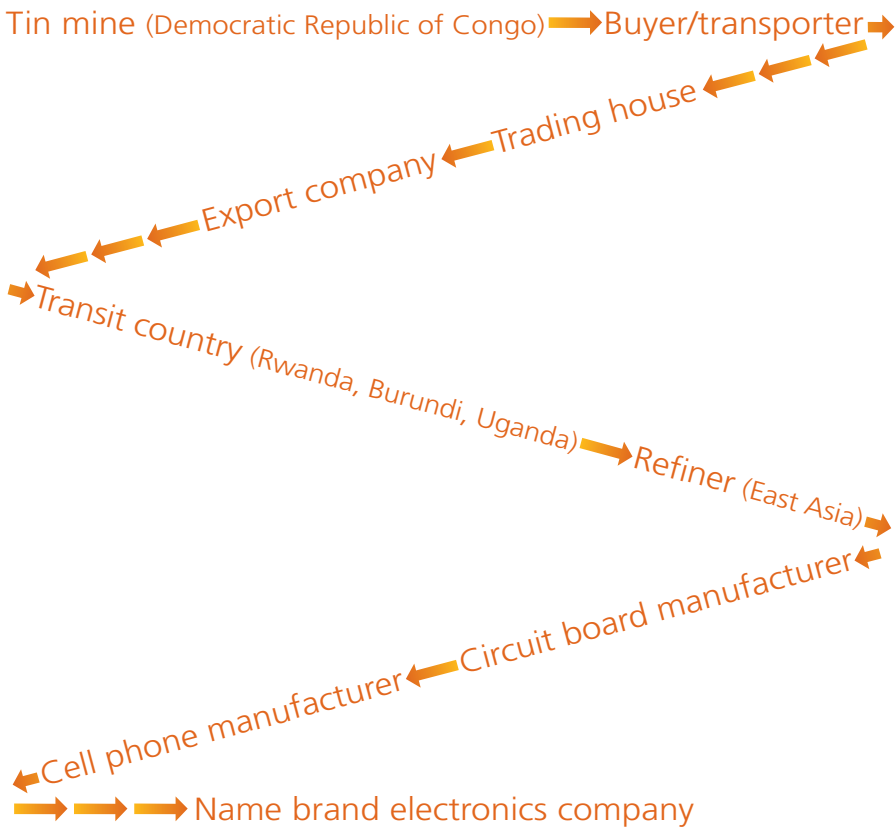 Tin mine (Democratic Republic of Congo) Buyer/transporter
Trading house
Export company
Transit country (Rwanda, Burundi, Uganda)
Refiner (East Asia)
Circuit board manufacturer
Cell phone manufacturer
Name brand electronics company